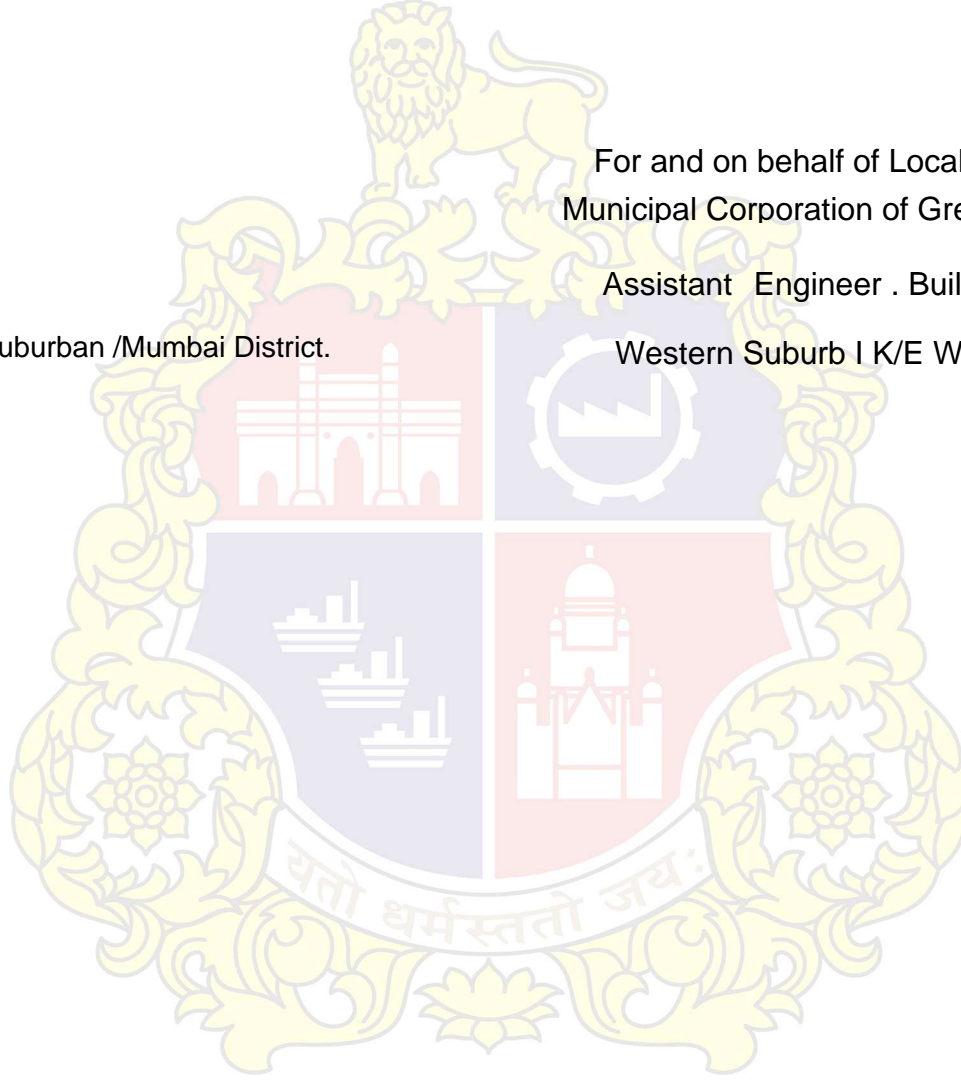 For and on behalf of Local
Municipal Corporation of Gre
Assistant Engineer . Buil
uburban /Mumbai District.
Western Suburb I K/E W
यतो धर्मस्ततो जय: